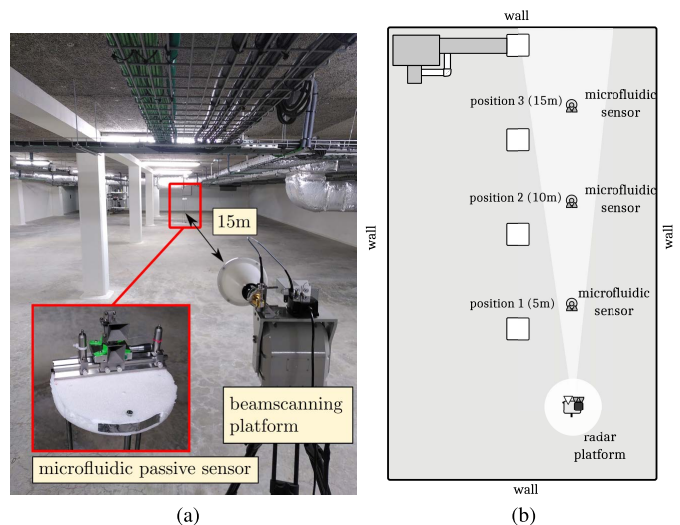 15m
beamscanning
platform
microfluidic passive sensor
(a)
wall
position 3 (15m)
microfluidic
sensor
position 2 (10m)
microfluidic
sensor
wall
wall
position 1 (5m)
microfluidic
sensor
radar
platform
wall
(b)